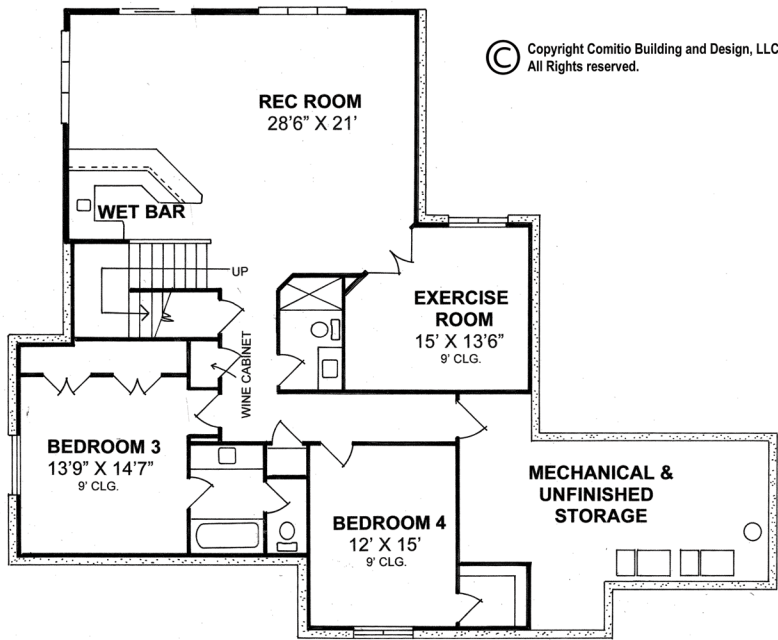 © Copyright Comitio Building and Design, LLC
All Rights reserved.
REC ROOM
28'6" X 21'
WET BAR
UP
EXERCISE
ROOM
15' X 13'6"
9' CLG.
WINE CABINET
BEDROOM 3
13'9" X 14'7"
9' CLG.
MECHANICAL &
UNFINISHED
STORAGE
BEDROOM 4
12' X 15'
9' CLG.